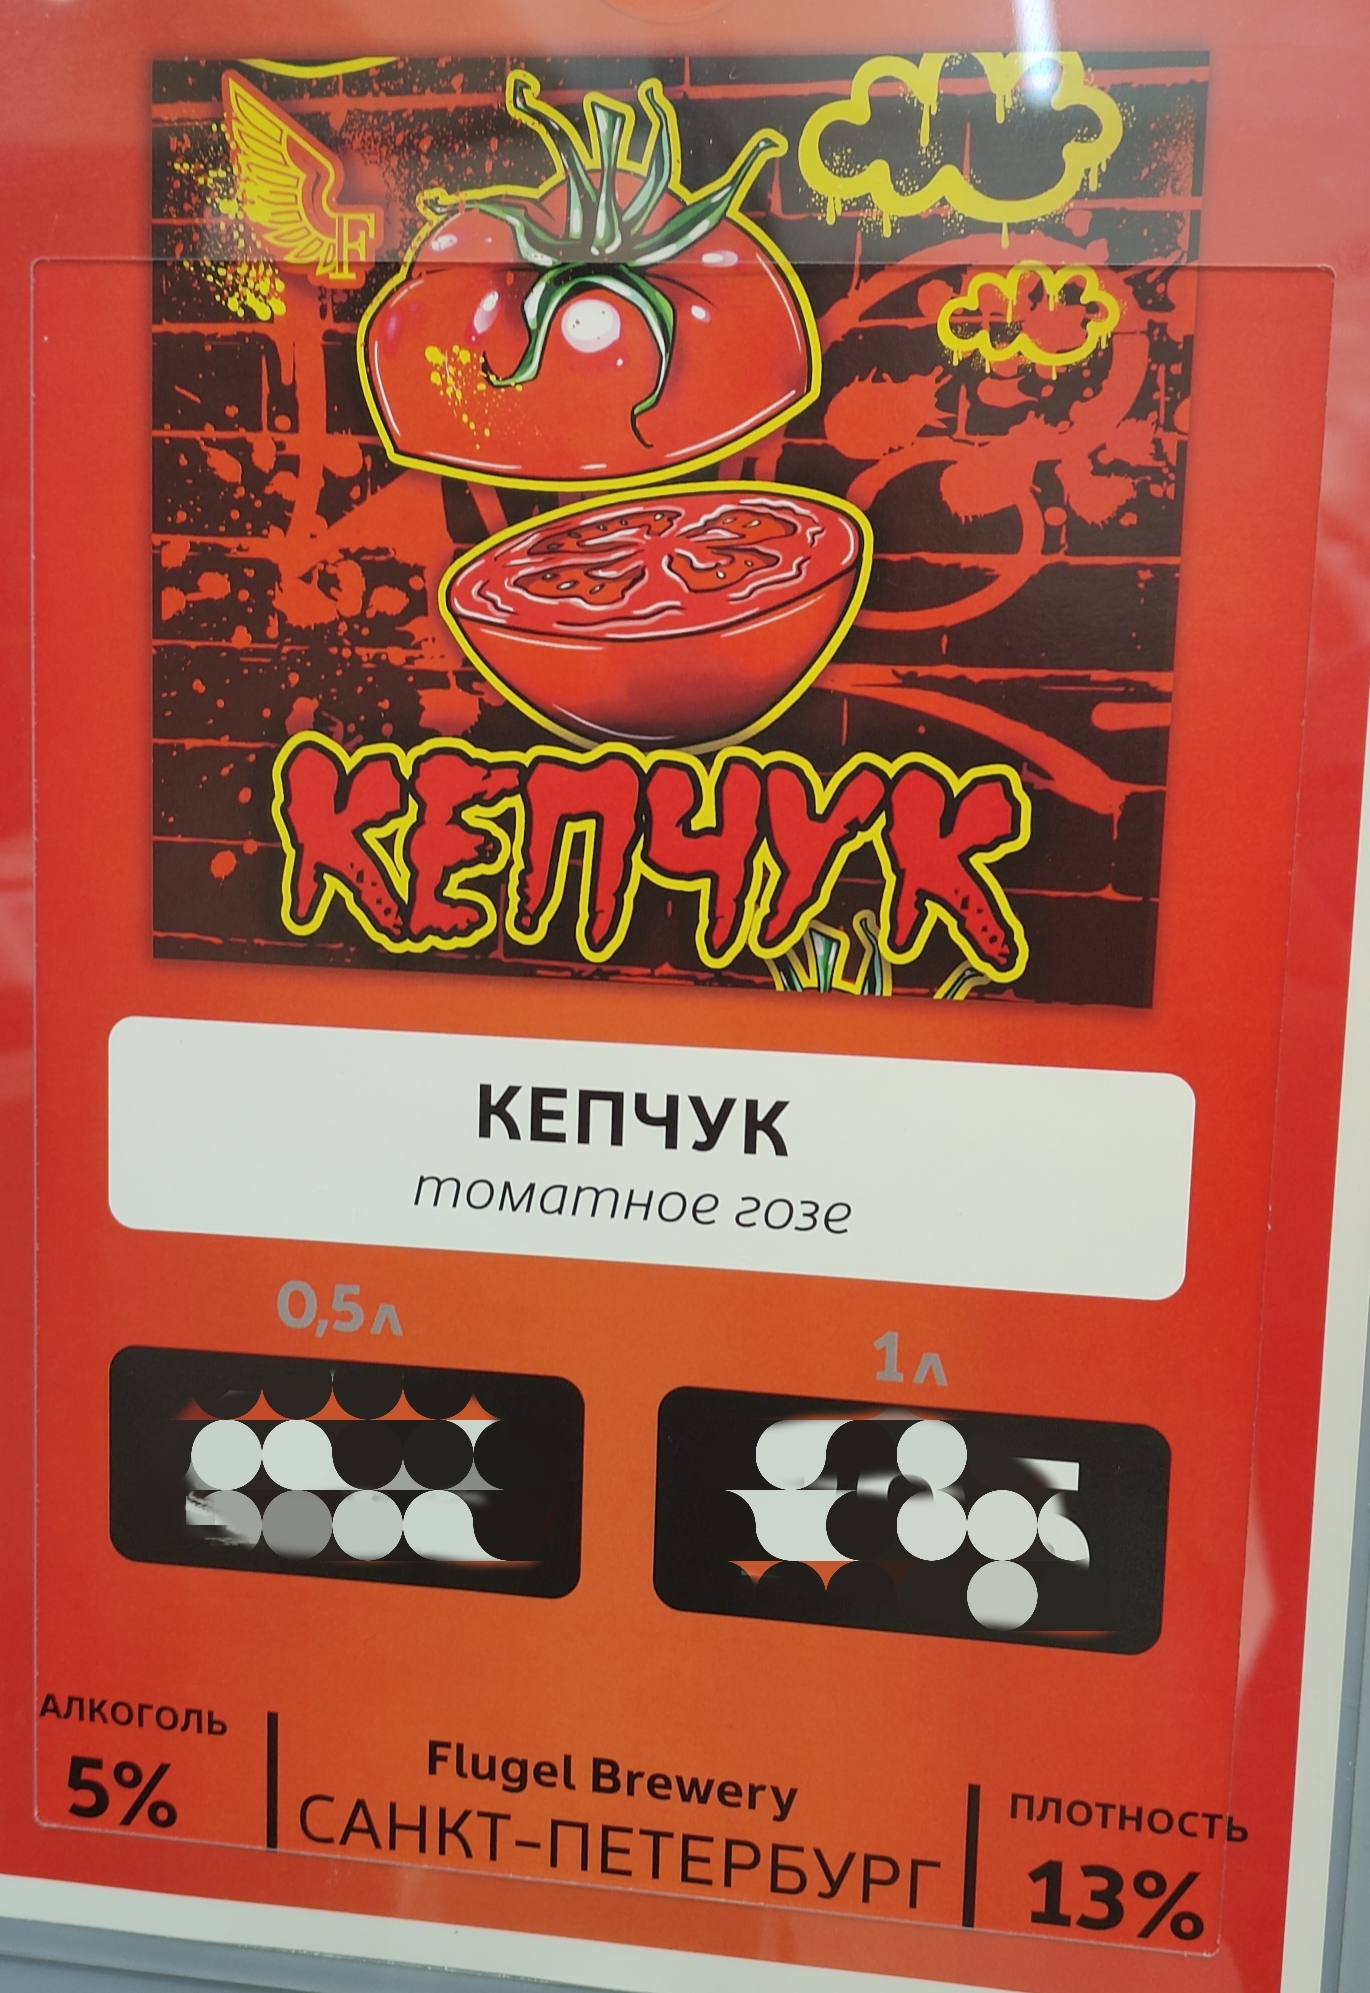 F
КЕПЧУК
КЕПЧУК
томатное гозе
0,5л
1л
АЛКОГОЛЬ
5%
Flugel Brewery
САНКТ-ПЕТЕРБУРГ
ПЛОТНОСТЬ
13%